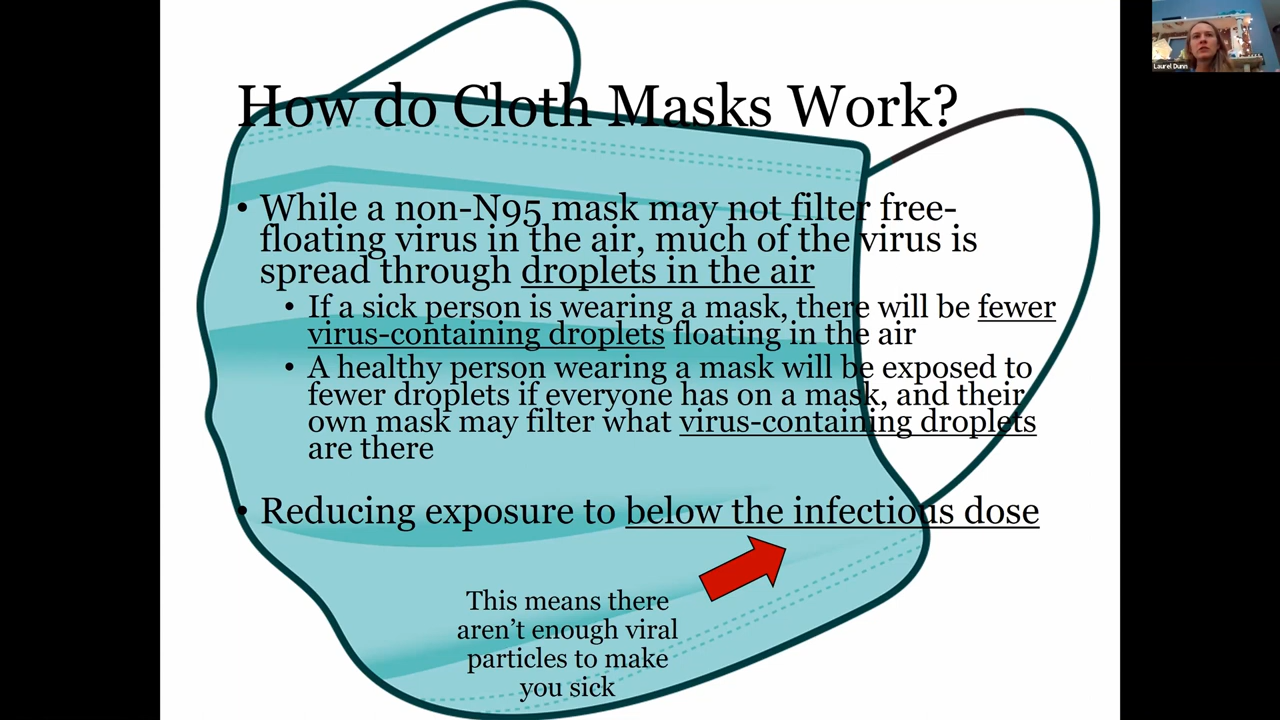 How do Cloth Masks Work?
• While a non-N95 mask may not filter free-
floating virus in the air, much of the virus is
spread through droplets in the air
• If a sick person is wearing a mask, there will be fewer
virus-containing droplets floating in the air
• A healthy person wearing a mask will be exposed to
fewer droplets if everyone has on a mask, and their
own mask may filter what virus-containing droplets
are there
• Reducing exposure to below the infectious dose
This means there
aren’t enough viral
particles to make
you sick
Laurel Dunn